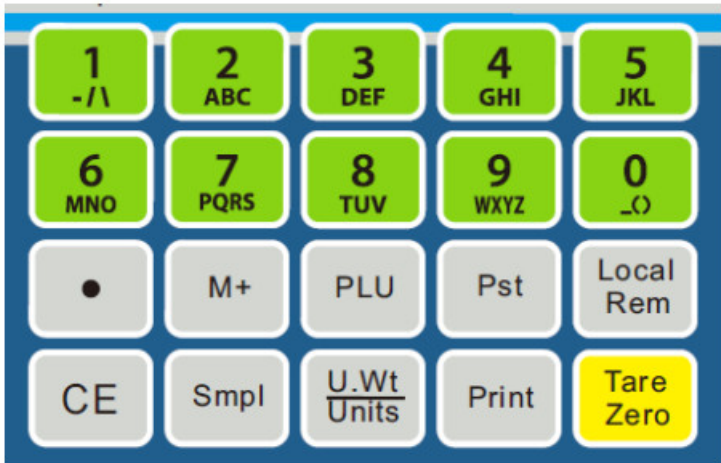 1 2 3 4 5
-/\ ABC DEF GHI JKL
6 7 8 9 0
MNO PQRS TUV WXYZ _()
• M+ PLU Pst Local
Rem
CE Smpl U.Wt Print Tare
Units Zero